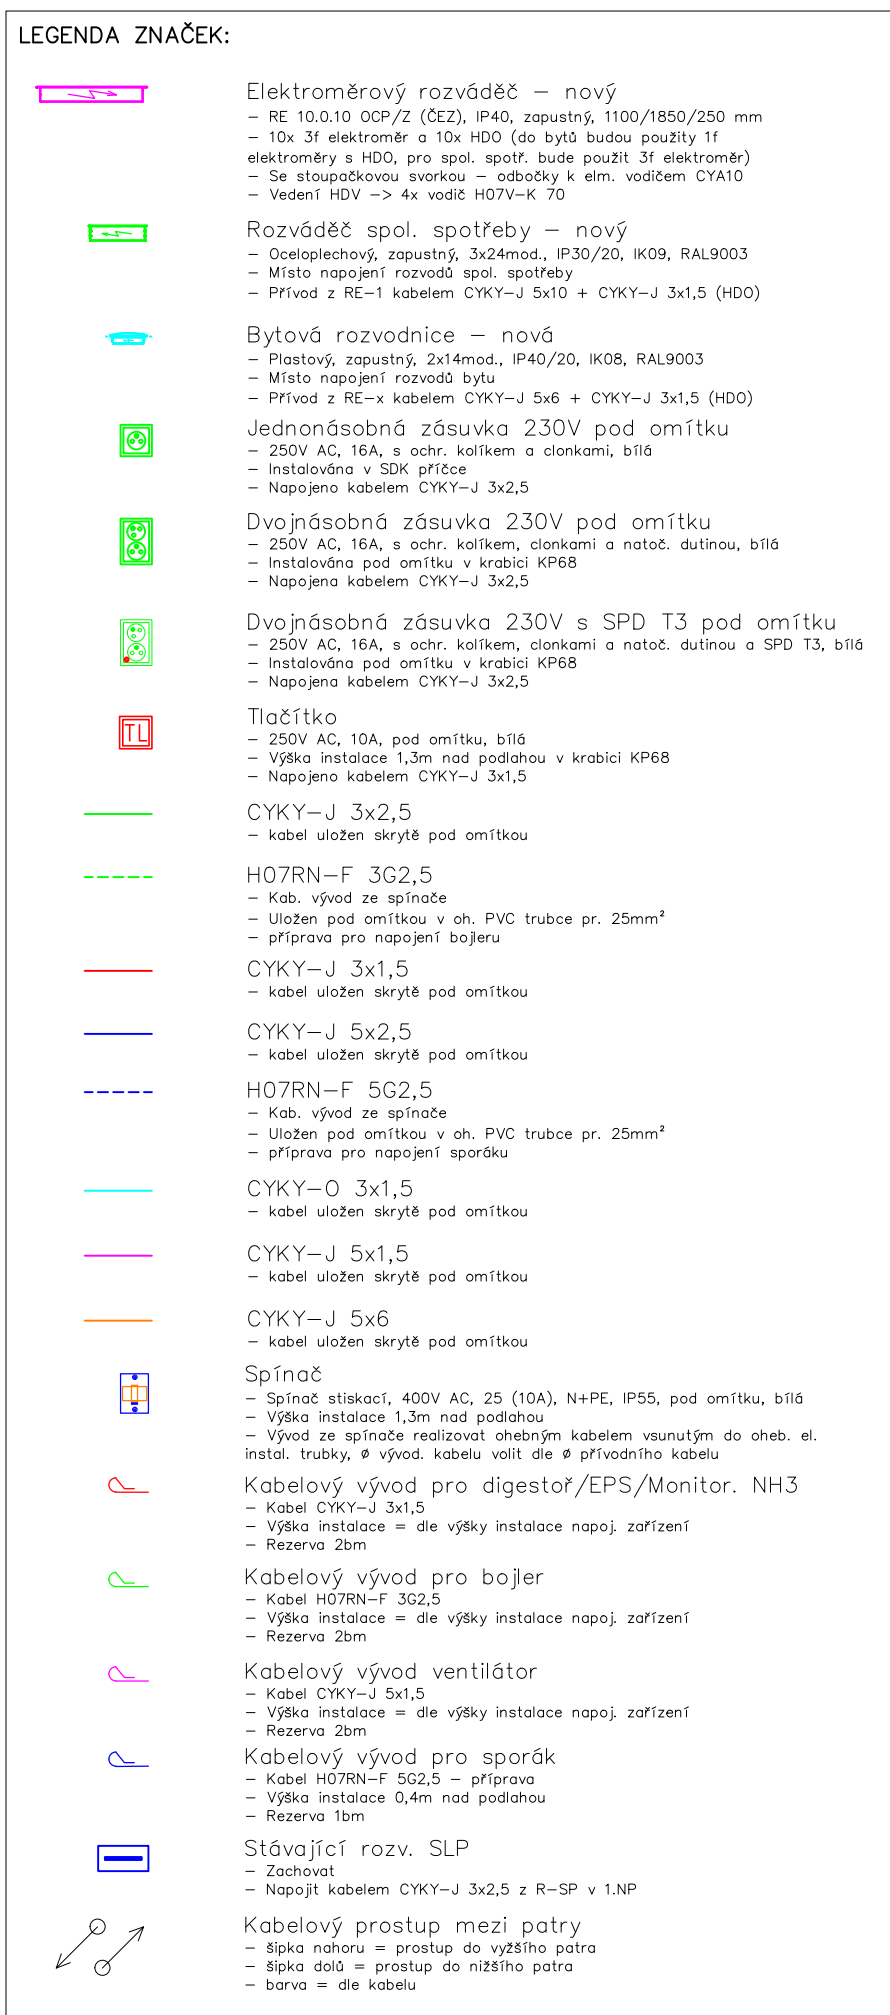 LEGENDA ZNAČEK:
Elektroměrový rozváděč – nový
– RE 10.0.10 OCP/Z (ČEZ), IP40, zapustný, 1100/1850/250 mm
– 10x 3f elektroměr a 10x HDO (do bytů budou použity 1f
elektroměry s HDO, pro spol. spotř. bude použit 3f elektroměr)
– Se stoupačkovou svorkou – odbočky k elm. vodičem CYA10
– Vedení HDV –> 4x vodič H07V–K 70
Rozváděč spol. spotřeby – nový
– Oceloplechový, zapustný, 3x24mod., IP30/20, IK09, RAL9003
– Místo napojení rozvodů spol. spotřeby
– Přívod z RE–1 kabelem CYKY–J 5x10 + CYKY–J 3x1,5 (HDO)
Bytová rozvodnice – nová
– Plastový, zapustný, 2x14mod., IP40/20, IK08, RAL9003
– Místo napojení rozvodů bytu
– Přívod z RE–x kabelem CYKY–J 5x6 + CYKY–J 3x1,5 (HDO)
Jednonásobná zásuvka 230V pod omítku
– 250V AC, 16A, s ochr. kolíkem a clonkami, bílá
– Instalována v SDK příčce
– Napojeno kabelem CYKY–J 3x2,5
Dvojnásobná zásuvka 230V pod omítku
– 250V AC, 16A, s ochr. kolíkem, clonkami a natoč. dutinou, bílá
– Instalována pod omítku v krabici KP68
– Napojena kabelem CYKY–J 3x2,5
Dvojnásobná zásuvka 230V s SPD T3 pod omítku
– 250V AC, 16A, s ochr. kolíkem, clonkami a natoč. dutinou a SPD T3, bílá
– Instalována pod omítku v krabici KP68
– Napojena kabelem CYKY–J 3x2,5
TL
Tlačítko
– 250V AC, 10A, pod omítku, bílá
– Výška instalace 1,3m nad podlahou v krabici KP68
– Napojeno kabelem CYKY–J 3x1,5
CYKY–J 3x2,5
– kabel uložen skrytě pod omítkou
H07RN–F 3G2,5
– Kab. vývod ze spínače
– Uložen pod omítkou v oh. PVC trubce pr. 25mm²
– příprava pro napojení bojleru
CYKY–J 3x1,5
– kabel uložen skrytě pod omítkou
CYKY–J 5x2,5
– kabel uložen skrytě pod omítkou
H07RN–F 5G2,5
– Kab. vývod ze spínače
– Uložen pod omítkou v oh. PVC trubce pr. 25mm²
– příprava pro napojení sporáku
CYKY–O 3x1,5
– kabel uložen skrytě pod omítkou
CYKY–J 5x1,5
– kabel uložen skrytě pod omítkou
CYKY–J 5x6
– kabel uložen skrytě pod omítkou
Spínač
– Spínač stiskací, 400V AC, 25 (10A), N+PE, IP55, pod omítku, bílá
– Výška instalace 1,3m nad podlahou
– Vývod ze spínače realizovat ohebným kabelem vsunutým do oheb. el.
instal. trubky, ø vývod. kabelu volit dle ø přívodního kabelu
Kabelový vývod pro digestoř/EPS/Monitor. NH3
– Kabel CYKY–J 3x1,5
– Výška instalace = dle výšky instalace napoj. zařízení
– Rezerva 2bm
Kabelový vývod pro bojler
– Kabel H07RN–F 3G2,5
– Výška instalace = dle výšky instalace napoj. zařízení
– Rezerva 2bm
Kabelový vývod ventilátor
– Kabel CYKY–J 5x1,5
– Výška instalace = dle výšky instalace napoj. zařízení
– Rezerva 2bm
Kabelový vývod pro sporák
– Kabel H07RN–F 5G2,5 – příprava
– Výška instalace 0,4m nad podlahou
– Rezerva 1bm
Stávající rozv. SLP
– Zachovat
– Napojit kabelem CYKY–J 3x2,5 z R–SP v 1.NP
Kabelový prostup mezi patry
– šipka nahoru = prostup do vyžšího patra
– šipka dolů = prostup do nižšího patra
– barva = dle kabelu